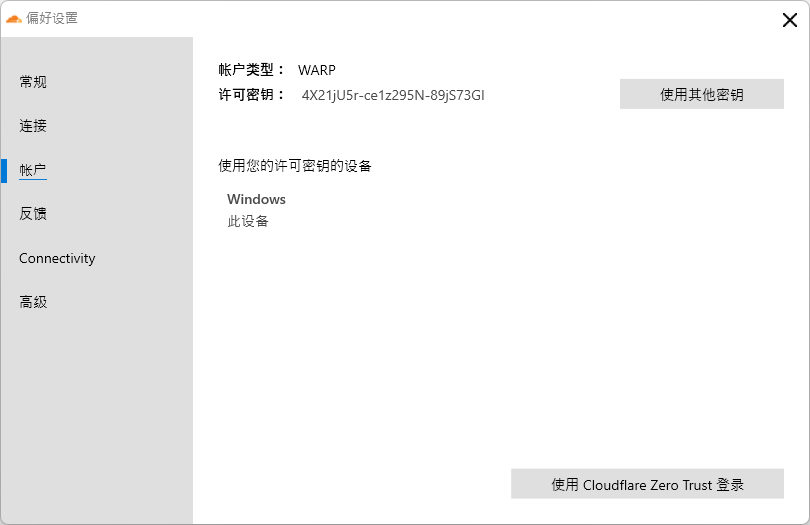 偏好设置
常规
连接
帐户
反馈
Connectivity
高级
帐户类型： WARP
许可密钥： 4X21jU5r-ce1z295N-89jS73GI
使用其他密钥
使用您的许可密钥的设备
Windows
此设备
使用 Cloudflare Zero Trust 登录